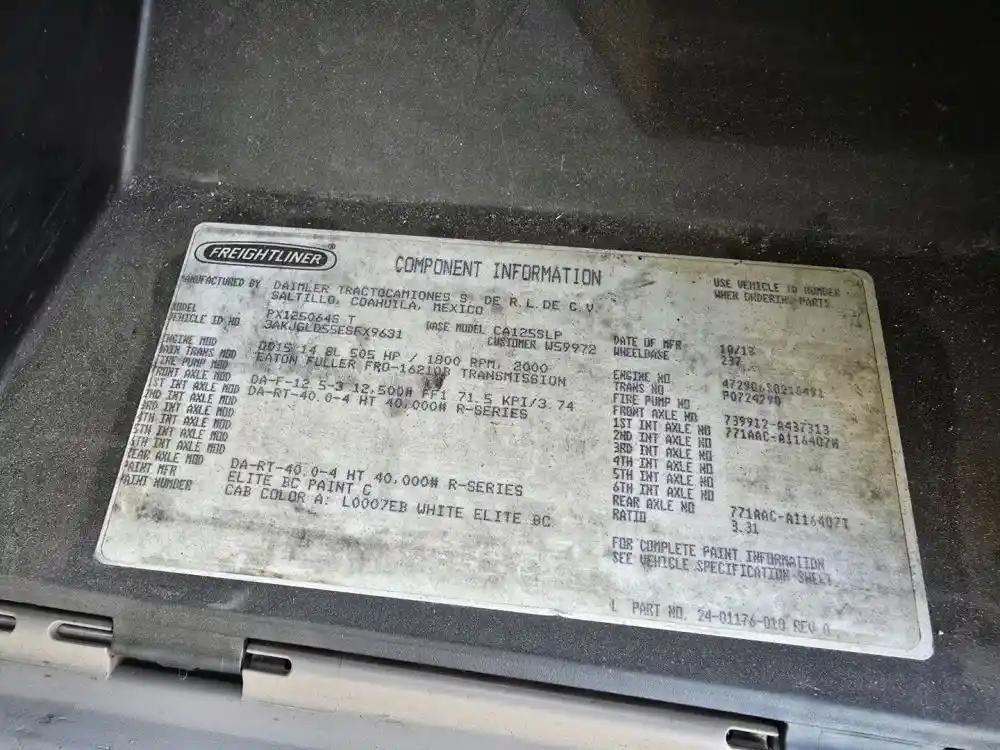 FREIGHTLINER®
COMPONENT INFORMATION
USE VEHICLE ID NUMBER
WHEN ORDERING PARTS
MANUFACTURED BY DAIMLER TRACTOCAMIONES S. DE R.L.DE C.V.
SALTILLO, COAHUILA, MEXICO
MODEL PX125064S T BASE MODEL CA125SLP DATE OF MFR 10/13
VEHICLE ID NO CUSTOMER W59972 WHEELBASE 237
ENGINE MOD DD15 14.8L 505 HP / 1800 RPM, 2000 ENGINE NO
MAIN TRANS MOD EATON FULLER FRO-16210B TRANSMISSION TRANS NO
FIRE PUMP MOD FIRE PUMP NO
FRONT AXLE MOD DA-F-12.5-3 12,500# FF1 71.5 KPI/3.74 FRONT AXLE NO 739912-A437313
1ST INT AXLE MOD DA-RT-40.0-4 HT 40.000# R-SERIES 1ST INT AXLE NO
2ND INT AXLE MOD 2ND INT AXLE NO
3RD INT AXLE MOD 3RD INT AXLE NO
4TH INT AXLE MOD 4TH INT AXLE NO
5TH INT AXLE MOD 5TH INT AXLE NO
6TH INT AXLE MOD 6TH INT AXLE NO
REAR AXLE MOD DA-RT-40.0-4 HT 40.000# R-SERIES REAR AXLE NO
PAINT MFR ELITE BC PAINT C RATIO 3.31
PAINT NUMBER CAB COLOR A: L0007EB WHITE ELITE BC
FOR COMPLETE PAINT INFORMATION
SEE VEHICLE SPECIFICATION SHEET
PART NO. 24-01176-010 REV